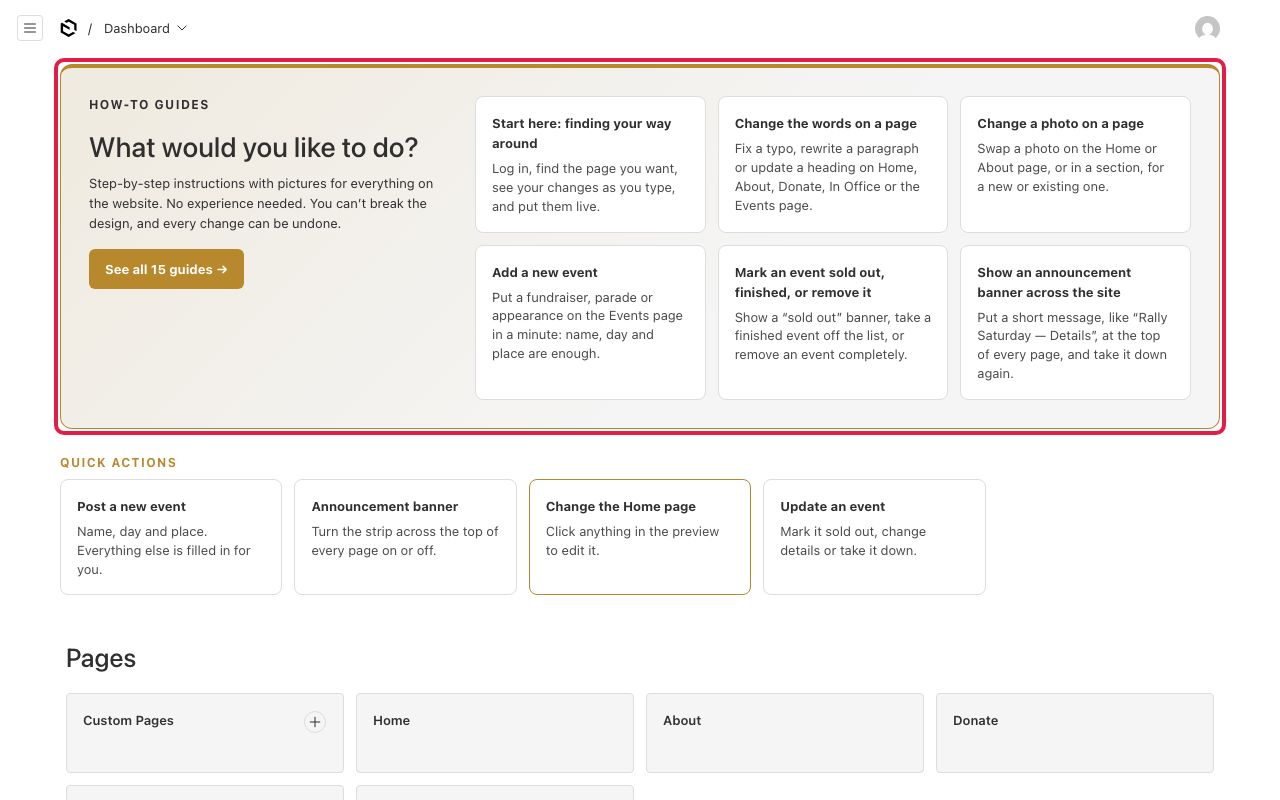 / Dashboard
HOW-TO GUIDES
What would you like to do?
Step-by-step instructions with pictures for everything on
the website. No experience needed. You can’t break the
design, and every change can be undone.
See all 15 guides →
Start here: finding your way
around
Log in, find the page you want,
see your changes as you type,
and put them live.
Change the words on a page
Fix a typo, rewrite a paragraph
or update a heading on Home,
About, Donate, In Office or the
Events page.
Change a photo on a page
Swap a photo on the Home or
About page, or in a section, for
a new or existing one.
Add a new event
Put a fundraiser, parade or
appearance on the Events page
in a minute: name, day and
place are enough.
Mark an event sold out,
finished, or remove it
Show a “sold out” banner, take a
finished event off the list, or
remove an event completely.
Show an announcement
banner across the site
Put a short message, like “Rally
Saturday — Details”, at the top
of every page, and take it down
again.
QUICK ACTIONS
Post a new event
Name, day and place.
Everything else is filled in for
you.
Announcement banner
Turn the strip across the top of
every page on or off.
Change the Home page
Click anything in the preview
to edit it.
Update an event
Mark it sold out, change
details or take it down.
Pages
Custom Pages
Home
About
Donate